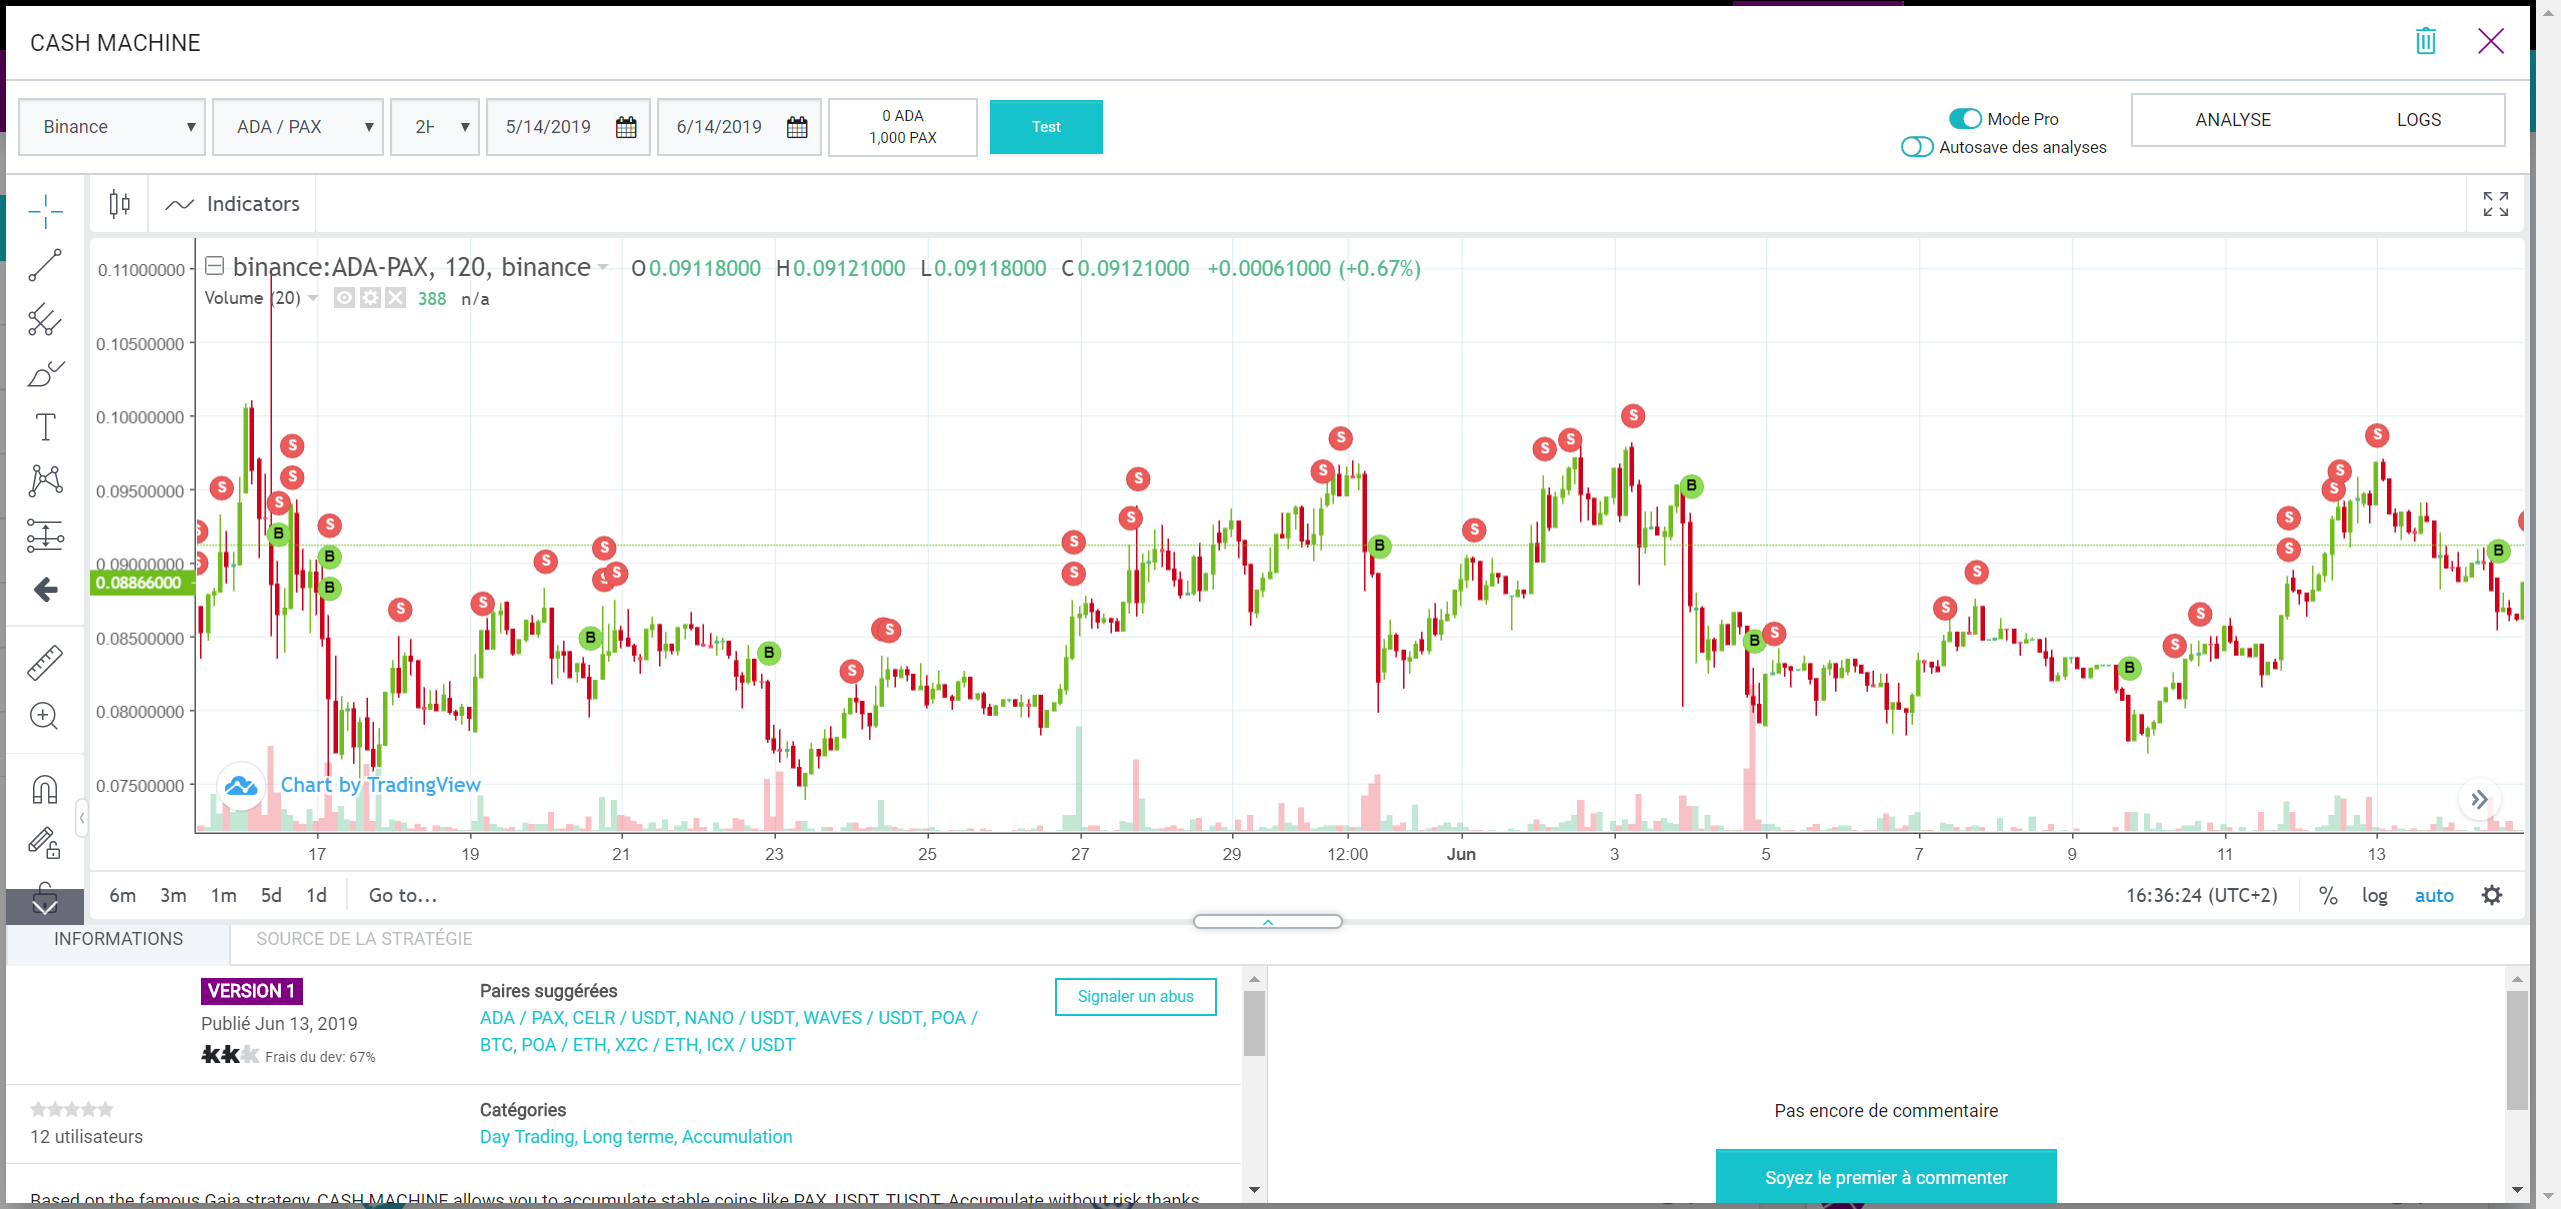 CASH MACHINE
Binance
ADA / PAX
2H
5/14/2019
6/14/2019
0 ADA
1,000 PAX
Test
Mode Pro
Autosave des analyses
ANALYSE
LOGS
Indicators
binance:ADA-PAX, 120, binance O0.09118000 H0.09121000 L0.09118000 C0.09121000 +0.00061000 (+0.67%)
Volume (20) 388 n/a
0.11000000
0.10500000
0.10000000
0.09500000
0.09000000
0.08866000
0.08500000
0.08000000
0.07500000
Chart by TradingView
17 19 21 23 25 27 29 12:00 Jun 3 5 7 9 11 13
6m 3m 1m 5d 1d Go to...
16:36:24 (UTC+2) % log auto
INFORMATIONS
SOURCE DE LA STRATÉGIE
VERSION 1
Publié Jun 13, 2019
Frais du dev: 67%
Paires suggérées
ADA / PAX, CELR / USDT, NANO / USDT, WAVES / USDT, POA /
BTC, POA / ETH, XZC / ETH, ICX / USDT
Signaler un abus
12 utilisateurs
Catégories
Day Trading, Long terme, Accumulation
Based on the famous Gaia strategy, CASH MACHINE allows you to accumulate stable coins like PAX, USDT, TUSDT. Accumulate without risk thanks
Pas encore de commentaire
Soyez le premier à commenter